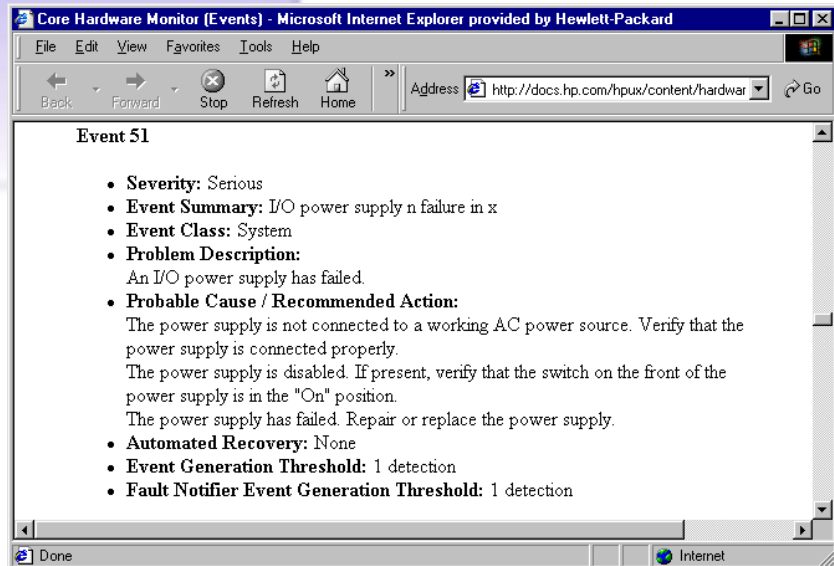 Core Hardware Monitor (Events) - Microsoft Internet Explorer provided by Hewlett-Packard
File Edit View Favorites Tools Help
Back Forward Stop Refresh Home » Address http://docs.hp.com/hpux/content/hardwar Go
Event 51
• Severity: Serious
• Event Summary: I/O power supply n failure in x
• Event Class: System
• Problem Description:
An I/O power supply has failed.
• Probable Cause / Recommended Action:
The power supply is not connected to a working AC power source. Verify that the
power supply is connected properly.
The power supply is disabled. If present, verify that the switch on the front of the
power supply is in the "On" position.
The power supply has failed. Repair or replace the power supply.
• Automated Recovery: None
• Event Generation Threshold: 1 detection
• Fault Notifier Event Generation Threshold: 1 detection
Done Internet